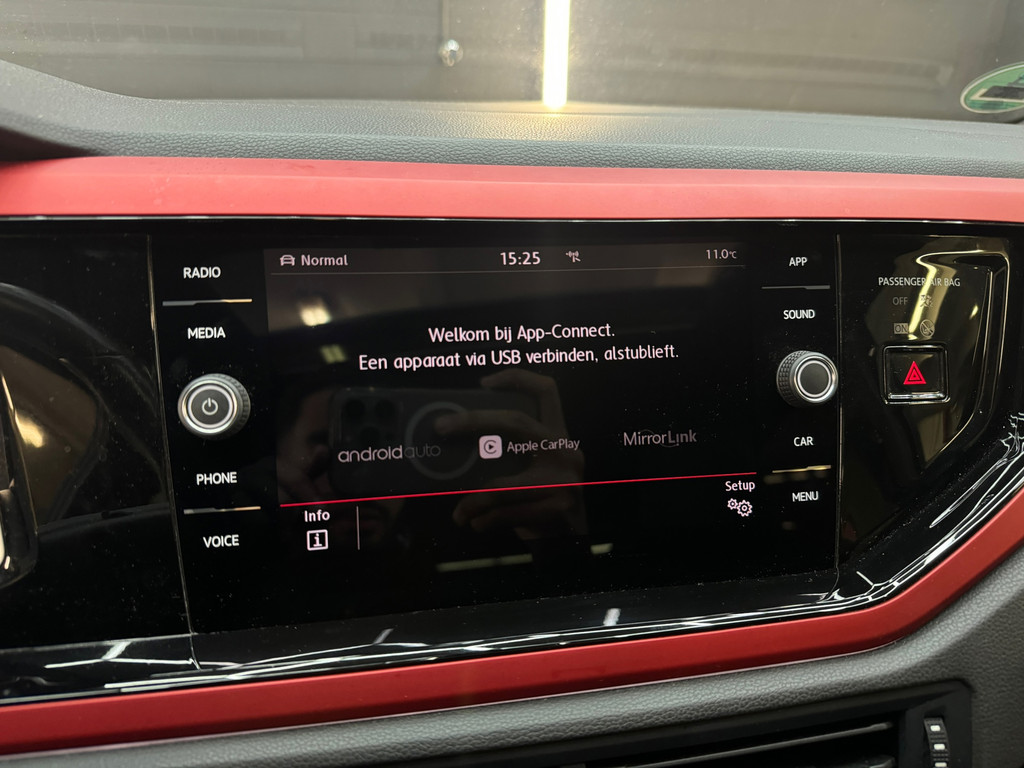 Normal 15:25 11.0°C
RADIO
MEDIA
PHONE
VOICE
Welkom bij App-Connect.
Een apparaat via USB verbinden, alstublieft.
androidauto Apple CarPlay MirrorLink
Info
Setup
APP
SOUND
CAR
MENU
PASSENGER AIR BAG
OFF
ON